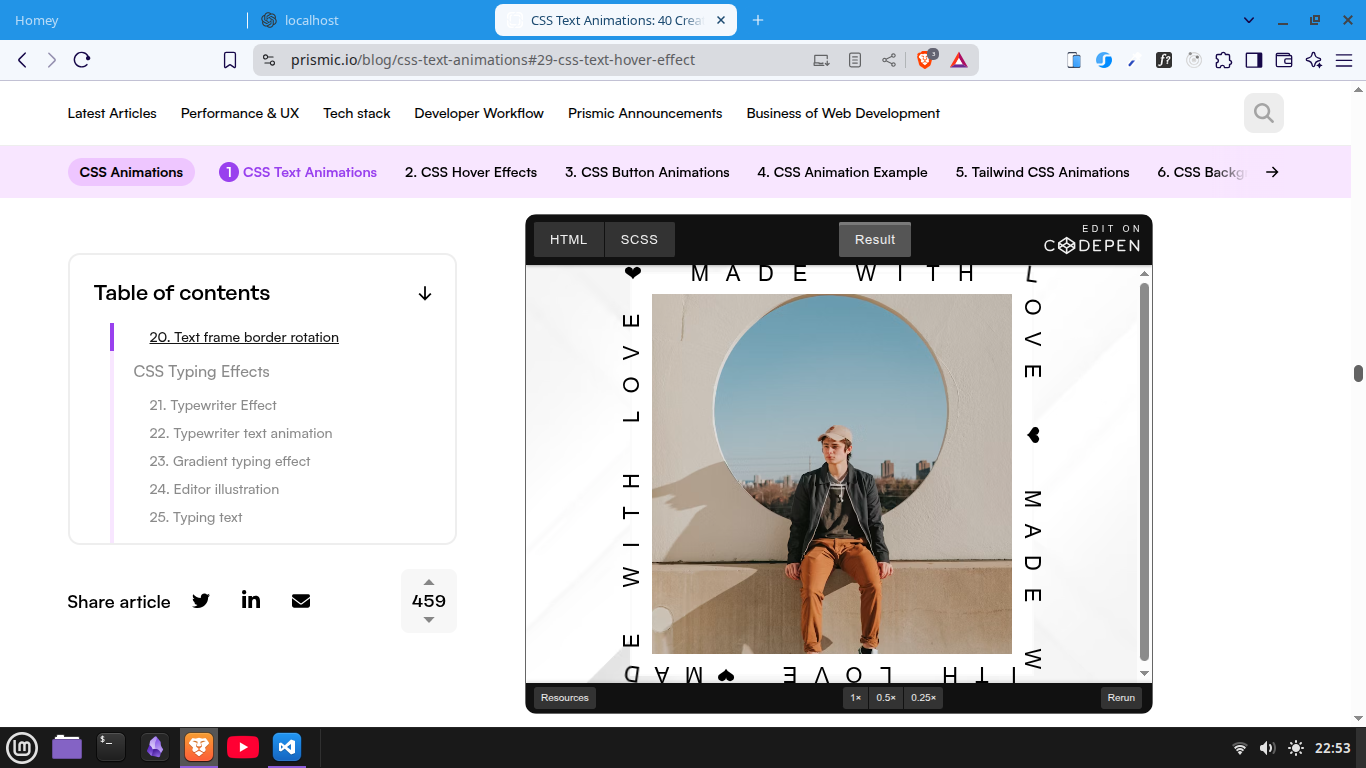 Homey
localhost
CSS Text Animations: 40 Crea
prismic.io/blog/css-text-animations#29-css-text-hover-effect
3
f?
Latest Articles
Performance & UX
Tech stack
Developer Workflow
Prismic Announcements
Business of Web Development
CSS Animations
1 CSS Text Animations
2. CSS Hover Effects
3. CSS Button Animations
4. CSS Animation Example
5. Tailwind CSS Animations
6. CSS Backg
Table of contents
20. Text frame border rotation
CSS Typing Effects
21. Typewriter Effect
22. Typewriter text animation
23. Gradient typing effect
24. Editor illustration
25. Typing text
Share article
459
HTML
SCSS
Result
EDIT ON
CODEPEN
❤ MADE WITH LOVE ❤ MADE WITH LOVE ❤ MADE WITH LOVE
Resources
1×
0.5×
0.25×
Rerun
$_
22:53